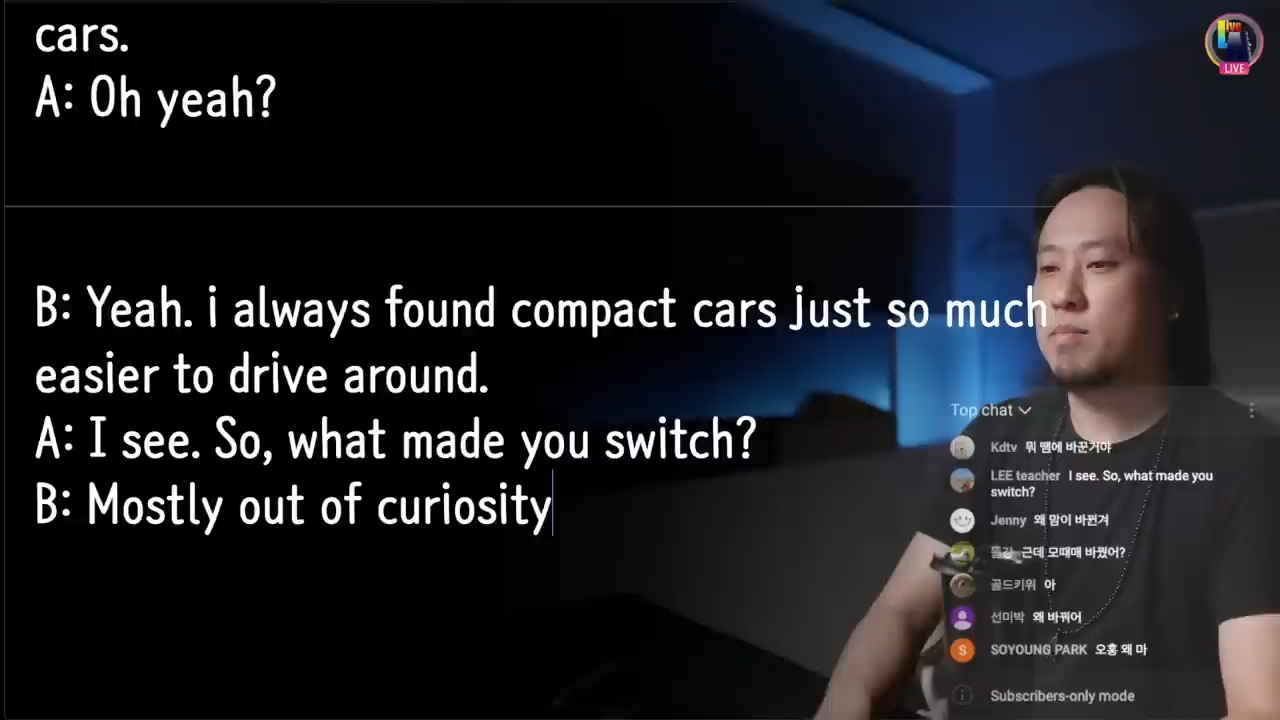 cars.
A: Oh yeah?
B: Yeah. i always found compact cars just so much
easier to drive around.
A: I see. So, what made you switch?
B: Mostly out of curiosity
Live
LIVE
Top chat
Kdtv 뭐 땜에 바꾼거야
LEE teacher I see. So, what made you
switch?
Jenny 왜 맘이 바뀐겨
근데 모때매 바꿨어?
골드키위 아
선미박 왜 바꿔어
S SOYOUNG PARK 오홍 왜 마
Subscribers-only mode